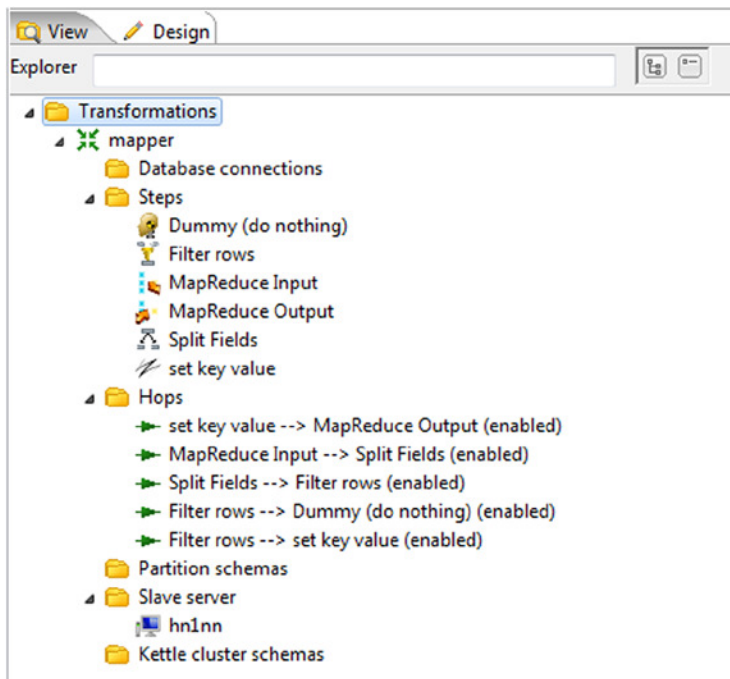 View Design
Explorer
Transformations
mapper
Database connections
Steps
Dummy (do nothing)
Filter rows
MapReduce Input
MapReduce Output
Split Fields
set key value
Hops
set key value --> MapReduce Output (enabled)
MapReduce Input --> Split Fields (enabled)
Split Fields --> Filter rows (enabled)
Filter rows --> Dummy (do nothing) (enabled)
Filter rows --> set key value (enabled)
Partition schemas
Slave server
hn1nn
Kettle cluster schemas